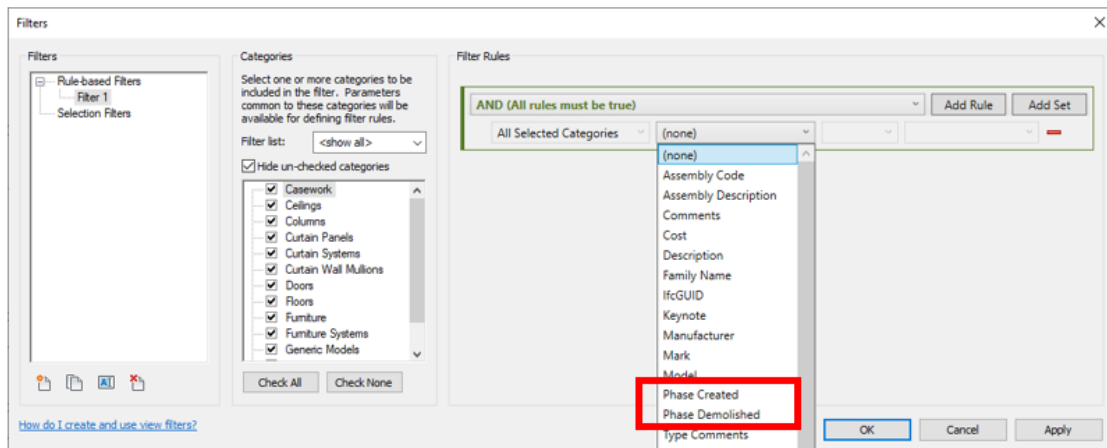 Filters
Filters
Rule-based Filters
Filter 1
Selection Filters
How do I create and use view filters?
Categories
Select one or more categories to be
included in the filter. Parameters
common to these categories will be
available for defining filter rules.
Filter list:
<show all>
Hide un-checked categories
Casework
Ceilings
Columns
Curtain Panels
Curtain Systems
Curtain Wall Mullions
Doors
Floors
Furniture
Furniture Systems
Generic Models
Check All
Check None
Filter Rules
AND (All rules must be true)
Add Rule
Add Set
All Selected Categories
(none)
(none)
Assembly Code
Assembly Description
Comments
Cost
Description
Family Name
IfcGUID
Keynote
Manufacturer
Mark
Model
Phase Created
Phase Demolished
Type Comments
OK
Cancel
Apply